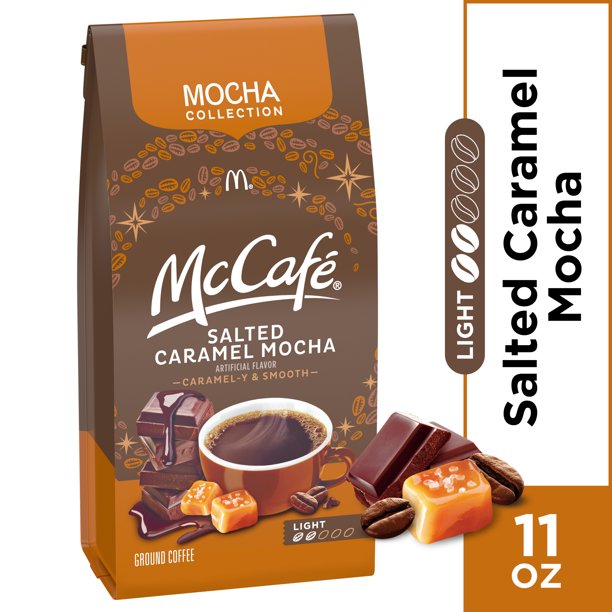 MOCHA
COLLECTION
M®
McCafé®
SALTED
CARAMEL MOCHA
ARTIFICIAL FLAVOR
CARAMEL-Y & SMOOTH
LIGHT
GROUND COFFEE
LIGHT
Salted Caramel
Mocha
11
OZ